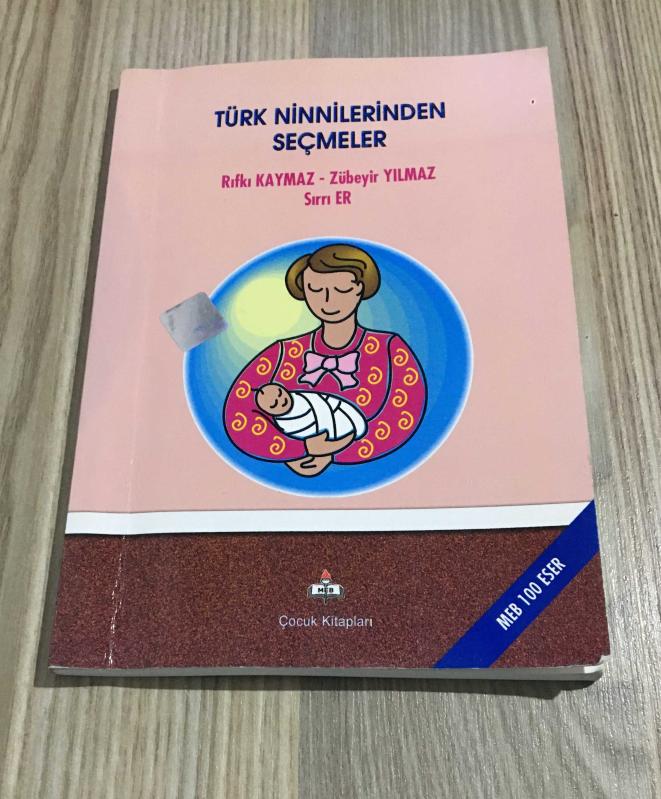 TÜRK NİNNİLERİNDEN
SEÇMELER
Rıfkı KAYMAZ - Zübeyir YILMAZ
Sırrı ER
MEB
Çocuk Kitapları
MEB 100 ESER